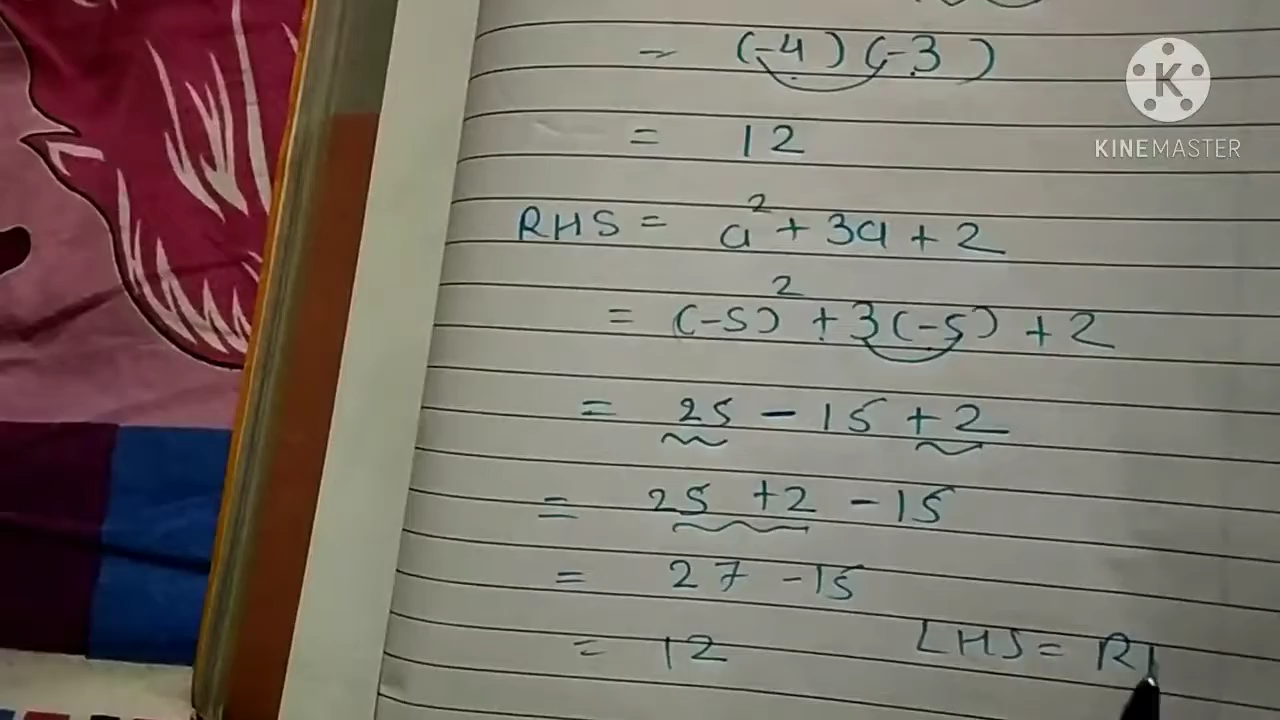 = (-4) (-3)
= 12
RHS = a² + 3a + 2
= (-5)² + 3(-5) + 2
= 25 - 15 + 2
= 25 + 2 - 15
= 27 - 15
= 12 LHS = R
KINEMASTER